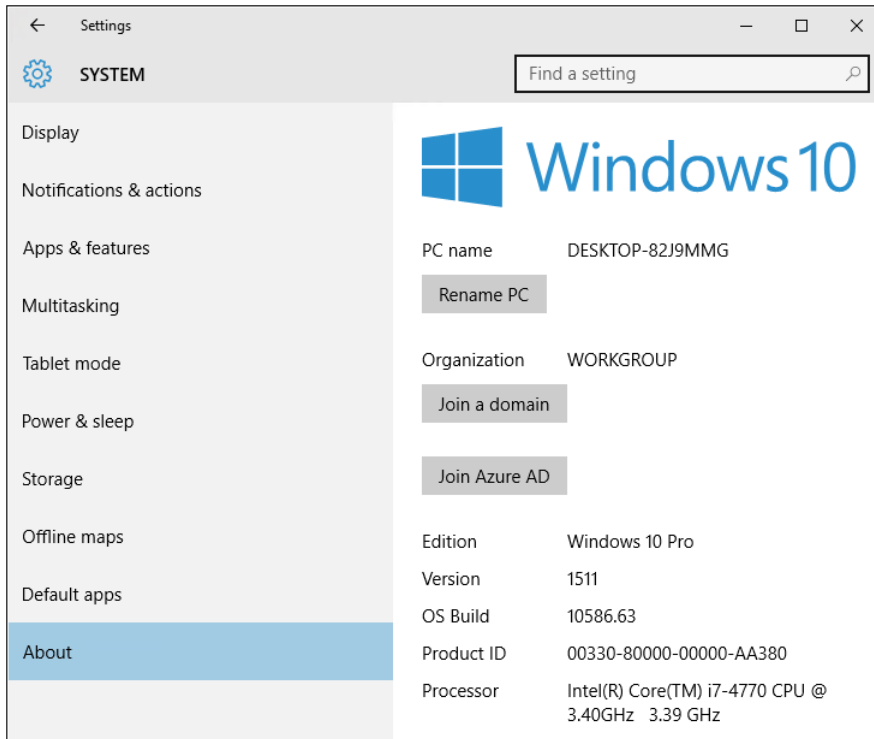 Settings
SYSTEM
Find a setting
Display
Notifications & actions
Apps & features
Multitasking
Tablet mode
Power & sleep
Storage
Offline maps
Default apps
About
Windows 10
PC name DESKTOP-82J9MMG
Rename PC
Organization WORKGROUP
Join a domain
Join Azure AD
Edition Windows 10 Pro
Version 1511
OS Build 10586.63
Product ID 00330-80000-00000-AA380
Processor Intel(R) Core(TM) i7-4770 CPU @
3.40GHz 3.39 GHz